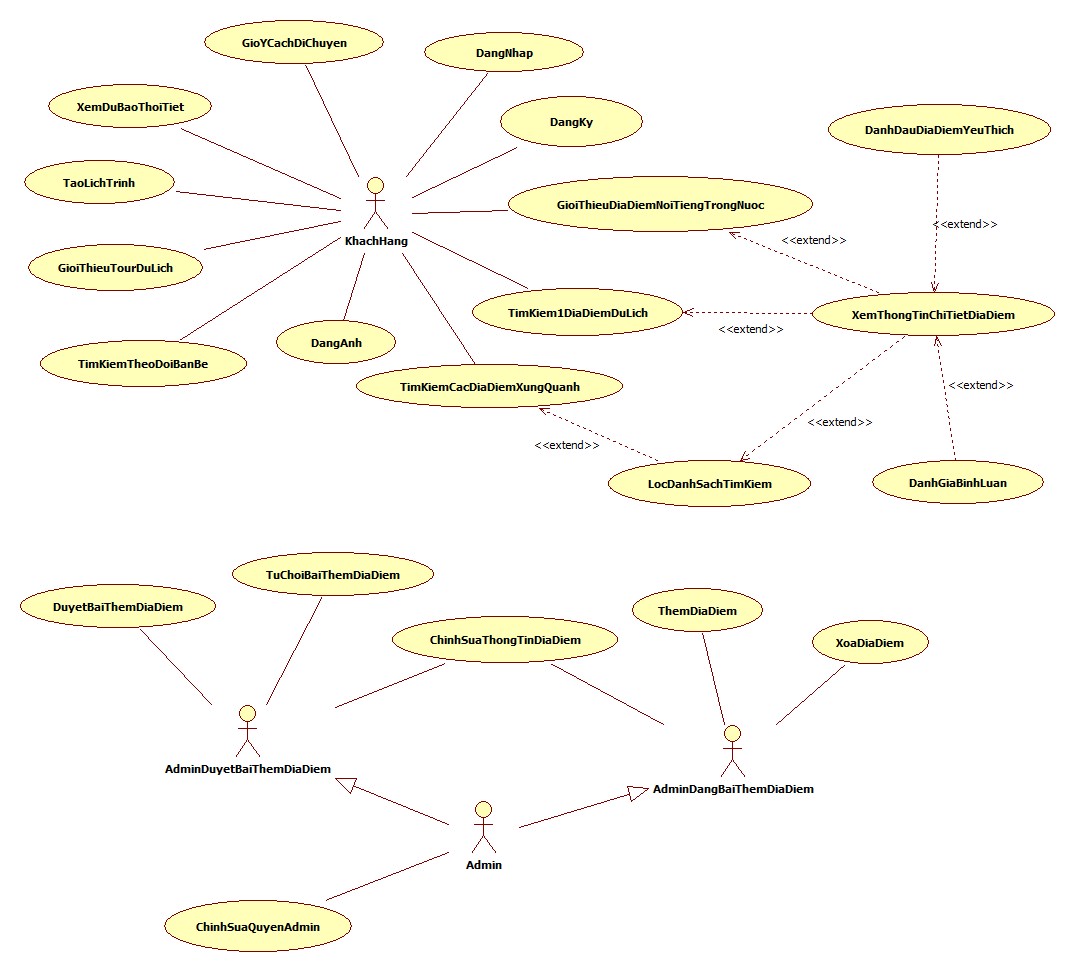 GioYCachDiChuyen
DangNhap
XemDuBaoThoiTiet
DangKy
DanhDauDiaDiemYeuThich
TaoLichTrinh
GioiThieuDiaDiemNoiTiengTrongNuoc
<<extend>>
KhachHang
<<extend>>
GioiThieuTourDuLich
TimKiem1DiaDiemDuLich
XemThongTinChiTietDiaDiem
<<extend>>
DangAnh
TimKiemTheoDoiBanBe
TimKiemCacDiaDiemXungQuanh
<<extend>>
<<extend>>
<<extend>>
LocDanhSachTimKiem
DanhGiaBinhLuan
TuChoiBaiThemDiaDiem
DuyetBaiThemDiaDiem
ThemDiaDiem
ChinhSuaThongTinDiaDiem
XoaDiaDiem
AdminDuyetBaiThemDiaDiem
AdminDangBaiThemDiaDiem
Admin
ChinhSuaQuyenAdmin